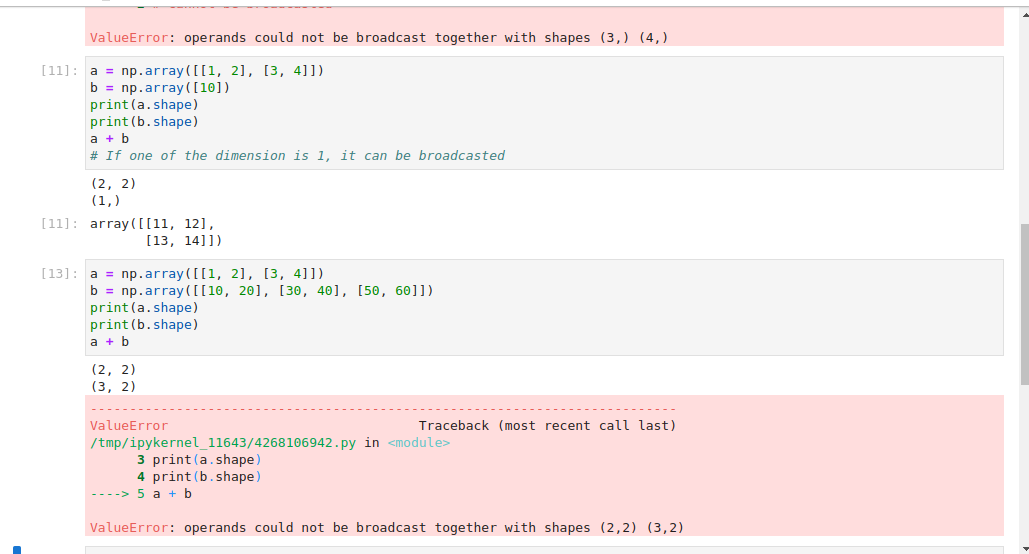 ValueError: operands could not be broadcast together with shapes (3,) (4,)
[11]: a = np.array([[1, 2], [3, 4]])
b = np.array([10])
print(a.shape)
print(b.shape)
a + b
# If one of the dimension is 1, it can be broadcasted
(2, 2)
(1,)
[11]: array([[11, 12],
[13, 14]])
[13]: a = np.array([[1, 2], [3, 4]])
b = np.array([[10, 20], [30, 40], [50, 60]])
print(a.shape)
print(b.shape)
a + b
(2, 2)
(3, 2)
---------------------------------------------------------------------------
ValueError Traceback (most recent call last)
/tmp/ipykernel_11643/4268106942.py in <module>
3 print(a.shape)
4 print(b.shape)
----> 5 a + b
ValueError: operands could not be broadcast together with shapes (2,2) (3,2)